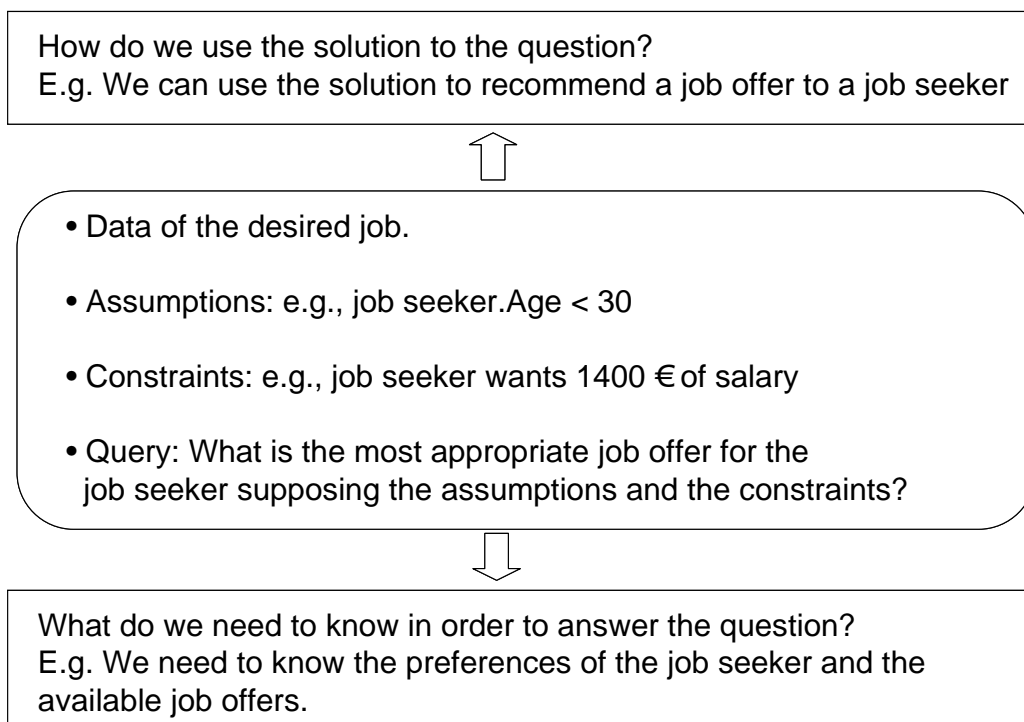 How do we use the solution to the question?
E.g. We can use the solution to recommend a job offer to a job seeker
• Data of the desired job.
• Assumptions: e.g., job seeker.Age < 30
• Constraints: e.g., job seeker wants 1400 € of salary
• Query: What is the most appropriate job offer for the
job seeker supposing the assumptions and the constraints?
What do we need to know in order to answer the question?
E.g. We need to know the preferences of the job seeker and the
available job offers.